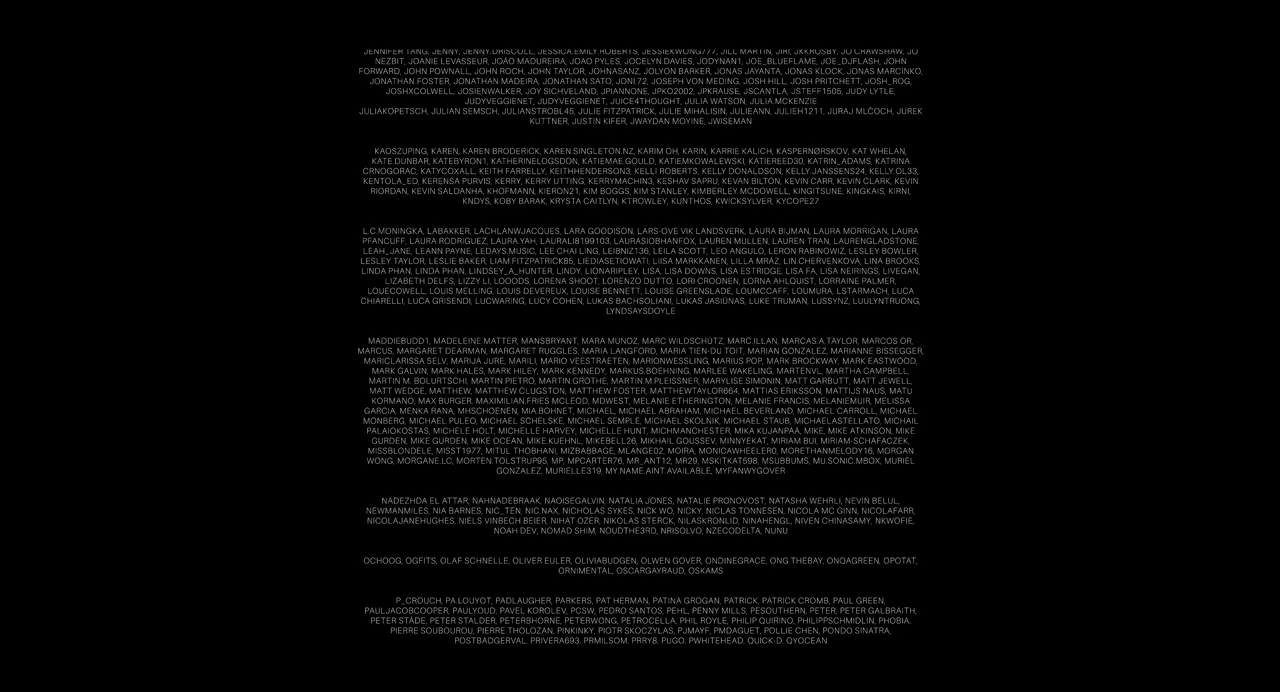 JENNIFER TANG, JENNY, JENNY.DRISCOLL, JESSICA.EMILY.ROBERTS, JESSIEKWONG777, JILL MARTIN, JIRI, JKKROSBY, JO CRAWSHAW, JO
NEZBIT, JOANIE LEVASSEUR, JOÃO MADUREIRA, JOAO PYLES, JOCELYN DAVIES, JODYNAN1, JOE_BLUEFLAME, JOE_DJFLASH, JOHN
FORWARD, JOHN POWNALL, JOHN ROCH, JOHN TAYLOR, JOHNASANZ, JOLYON BARKER, JONAS JAYANTA, JONAS KLOCK, JONAS MARCINKO,
JONATHAN FOSTER, JONATHAN MADEIRA, JONATHAN SATO, JONI.72, JOSEPH VON MEDING, JOSH HILL, JOSH PRITCHETT, JOSH_ROG,
JOSHXCOLWELL, JOSIENWALKER, JOY SICHVELAND, JPIANNONE, JPKO2002, JPKRAUSE, JSCANTLA, JSTEFF1505, JUDY LYTLE,
JUDYVEGGIENET, JUDYVEGGIENET, JUICE4THOUGHT, JULIA WATSON, JULIA.MCKENZIE
JULIAKOPETSCH, JULIAN SEMSCH, JULIANSTROBL45, JULIE FITZPATRICK, JULIE MIHALISIN, JULIEANN, JULIEH1211, JURAJ MLČOCH, JUREK
KUTTNER, JUSTIN KIFER, JWAYDAN MOYINE, JWISEMAN
KAOSZUPING, KAREN, KAREN BRODERICK, KAREN.SINGLETON.NZ, KARIM OH, KARIN, KARRIE KALICH, KASPERNØRSKOV, KAT WHELAN,
KATE.DUNBAR, KATEBYRON1, KATHERINELOGSDON, KATIEMAE.GOULD, KATIEMKOWALEWSKI, KATIEREED30, KATRIN_ADAMS, KATRINA
CRNOGORAC, KATYCOXALL, KEITH FARRELLY, KEITHHENDERSON3, KELLI ROBERTS, KELLY DONALDSON, KELLY.JANSSENS24, KELLY.OL33,
KENTOLA_ED, KERENSA PURVIS, KERRY, KERRY UTTING, KERRYMACHIN3, KESHAV SAPRU, KEVAN BILTON, KEVIN CARR, KEVIN CLARK, KEVIN
RIORDAN, KEVIN SALDANHA, KHOFMANN, KIERON21, KIM BOGGS, KIM STANLEY, KIMBERLEY MCDOWELL, KINGITSUNE, KINGKAIS, KIRNI,
KNDYS, KOBY BARAK, KRYSTA CAITLYN, KTROWLEY, KUNTHOS, KWICKSYLVER, KYCOPE27
L.C.MONINGKA, LABAKKER, LACHLANWJACQUES, LARA GOODISON, LARS-OVE VIK LANDSVERK, LAURA BIJMAN, LAURA MORRIGAN, LAURA
PFANCUFF, LAURA RODRIGUEZ, LAURA.YAH, LAURALI8199103, LAURASIOBHANFOX, LAUREN MULLEN, LAUREN TRAN, LAURENGLADSTONE,
LEAH_JANE, LEANN PAYNE, LEDAYS MUSIC, LEE CHAI LING, LEIBNIZ136, LEILA SCOTT, LEO ANGULO, LERON RABINOWIZ, LESLEY BOWLER,
LESLEY TAYLOR, LESLIE BAKER, LIAM.FITZPATRICK85, LIEDIASETIOWATI, LIISA MARKKANEN, LILLA MRÁZ, LIN.CHERVENKOVA, LINA BROOKS,
LINDA PHAN, LINDA PHAN, LINDSEY_A_HUNTER, LINDY, LIONARIPLEY, LISA, LISA DOWNS, LISA ESTRIDGE, LISA FA, LISA NEIRINGS, LIVEGAN,
LIZABETH DELFS, LIZZY LI, LOOODS, LORENA SHOOT, LORENZO DUTTO, LORI CROONEN, LORNA AHLQUIST, LORRAINE PALMER,
LOUECOWELL, LOUIS MELLING, LOUIS DEVEREUX, LOUISE BENNETT, LOUISE GREENSLADE, LOUMCCAFF, LOUMURA, LSTARMACH, LUCA
CHIARELLI, LUCA GRISENDI, LUCWARING, LUCY COHEN, LUKAS BACHSOLIANI, LUKAS JASIŪNAS, LUKE TRUMAN, LUSSYNZ, LUULYNTRUONG,
LYNDSAYSDOYLE
MADDIEBUDD1, MADELEINE MATTER, MANSBRYANT, MARA MUNOZ, MARC WILDSCHÜTZ, MARC.ILLAN, MARCAS.A.TAYLOR, MARCOS OR,
MARCUS, MARGARET DEARMAN, MARGARET RUGGLES, MARIA LANGFORD, MARIA TIEN-DU TOIT, MARIAN GONZALEZ, MARIANNE BISSEGGER,
MARICLARISSA.SELV, MARIJA JURE, MARILI, MARIO VEESTRAETEN, MARIONWESSLING, MARIUS POP, MARK BROCKWAY, MARK EASTWOOD,
MARK GALVIN, MARK HALES, MARK HILEY, MARK KENNEDY, MARKUS.BOEHNING, MARLEE WAKELING, MARTENVL, MARTHA CAMPBELL,
MARTIN M. BOLURTSCHI, MARTIN PIETRO, MARTIN.GROTHE, MARTIN.M.PLEISSNER, MARYLISE.SIMONIN, MATT GARBUTT, MATT JEWELL,
MATT WEDGE, MATTHEW, MATTHEW CLUGSTON, MATTHEW FOSTER, MATTHEWTAYLOR664, MATTIAS ERIKSSON, MATTIJS NAUS, MATU
KORMANO, MAX BURGER, MAXIMILIAN.FRIES MCLEOD, MDWEST, MELANIE ETHERINGTON, MELANIE FRANCIS, MELANIEMUIR, MELISSA
GARCIA, MENKA RANA, MHSCHOENEN, MIA.BOHNET, MICHAEL, MICHAEL ABRAHAM, MICHAEL BEVERLAND, MICHAEL CARROLL, MICHAEL
MONBERG, MICHAEL PULEO, MICHAEL SCHELSKE, MICHAEL SEMPLE, MICHAEL SKOLNIK, MICHAEL STAUB, MICHAELASTELLATO, MICHAIL
PALAIOKOSTAS, MICHELE HOLT, MICHELLE HARVEY, MICHELLE HUNT, MICHMANCHESTER, MIKA KUJANPÄÄ, MIKE, MIKE ATKINSON, MIKE
GURDEN, MIKE GURDEN, MIKE OCEAN, MIKE.KUEHNL, MIKEBELL26, MIKHAIL GOUSSEV, MINNYEKAT, MIRIAM BUI, MIRIAM-SCHAFACZEK,
MISSBLONDELE, MISST1977, MITUL THOBHANI, MIZBABBAGE, MLANGE02, MOIRA, MONICAWHEELER0, MORETHANMELODY16, MORGAN
WONG, MORGANE.LC, MORTEN.TOLSTRUP95, MP, MPCARTER76, MR_ANT12, MR29, MSKITKAT598, MSUBBUMS, MU.SONIC.MBOX, MURIEL
GONZALEZ, MURIELLE319, MY.NAME.AINT.AVAILABLE, MYFANWYGOVER
NADEZHDA EL ATTAR, NAHNADEBRAAK, NAOISEGALVIN, NATALIA JONES, NATALIE PRONOVOST, NATASHA WEHRLI, NEVIN BELUL,
NEWMANMILES, NIA BARNES, NIC_TEN, NIC.NAX, NICHOLAS SYKES, NICK WO, NICKY, NICLAS TONNESEN, NICOLA MC GINN, NICOLAFARR,
NICOLAJANEHUGHES, NIELS VINBECH BEIER, NIHAT OZER, NIKOLAS STERCK, NILASKRONLID, NINAHENGL, NIVEN CHINASAMY, NKWOFIE,
NOAH DEV, NOMAD.SHIM, NOUDTHE3RD, NRISOLVO, NZECODELTA, NUNU
OCHOOG, OGFITS, OLAF SCHNELLE, OLIVER EULER, OLIVIABUDGEN, OLWEN GOVER, ONDINEGRACE, ONG.THEBAY, ONQAGREEN, OPOTAT,
ORNIMENTAL, OSCARGAYRAUD, OSKAMS
P_CROUCH, PA LOUYOT, PADLAUGHER, PARKERS, PAT HERMAN, PATINA GROGAN, PATRICK, PATRICK CROMB, PAUL GREEN,
PAULJACOBCOOPER, PAULYOUD, PAVEL KOROLEV, PCSW, PEDRO SANTOS, PEHL, PENNY MILLS, PESOUTHERN, PETER, PETER GALBRAITH,
PETER STÄDE, PETER STALDER, PETERBHORNE, PETERWONG, PETROCELLA, PHIL ROYLE, PHILIP QUIRINO, PHILIPPSCHMIDLIN, PHOBIA,
PIERRE SOUBOUROU, PIERRE.THOLOZAN, PINKINKY, PIOTR SKOCZYLAS, PJMAYF, PMDAGUET, POLLIE CHEN, PONDO SINATRA,
POSTBADGERVAL, PRIVERA693, PRMILSOM, PRRY8, PUGO, PWHITEHEAD, QUICK-D, QYOCEAN